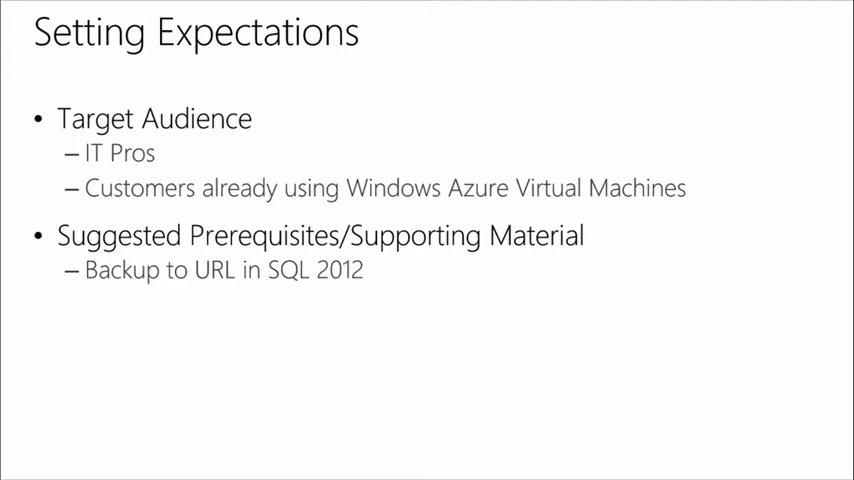 Setting Expectations
• Target Audience
– IT Pros
– Customers already using Windows Azure Virtual Machines
• Suggested Prerequisites/Supporting Material
– Backup to URL in SQL 2012